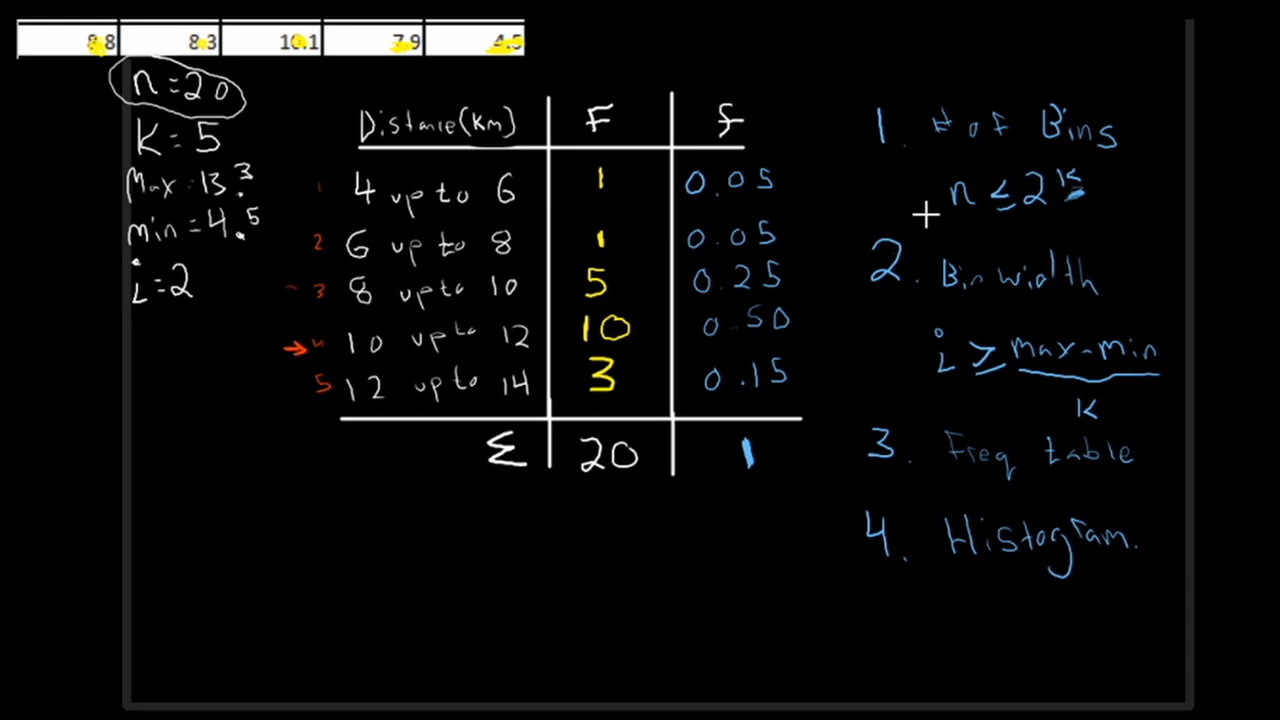 8.8 8.3 10.1 7.9 4.5
n=20
K=5
Max=13.3
min=4.5
i=2
Distance(Km) F f
1 4 up to 6 1 0.05
2 6 up to 8 1 0.05
3 8 up to 10 5 0.25
4 10 up to 12 10 0.50
5 12 up to 14 3 0.15
Σ 20 1
1. # of Bins
n ≤ 2^K
2. Bin width
i ≥ max-min
K
3. Freq table
4. Histogram.